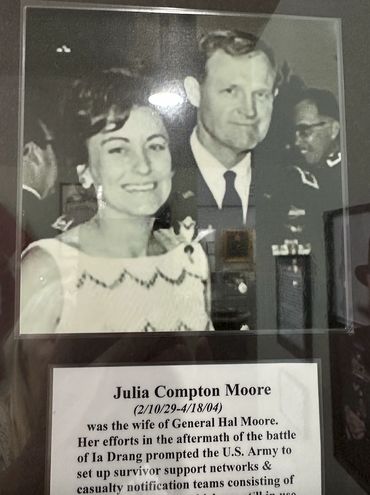 Julia Compton Moore
(2/10/29-4/18/04)
was the wife of General Hal Moore.
Her efforts in the aftermath of the battle
of Ia Drang prompted the U.S. Army to
set up survivor support networks &
casualty notification teams consisting of